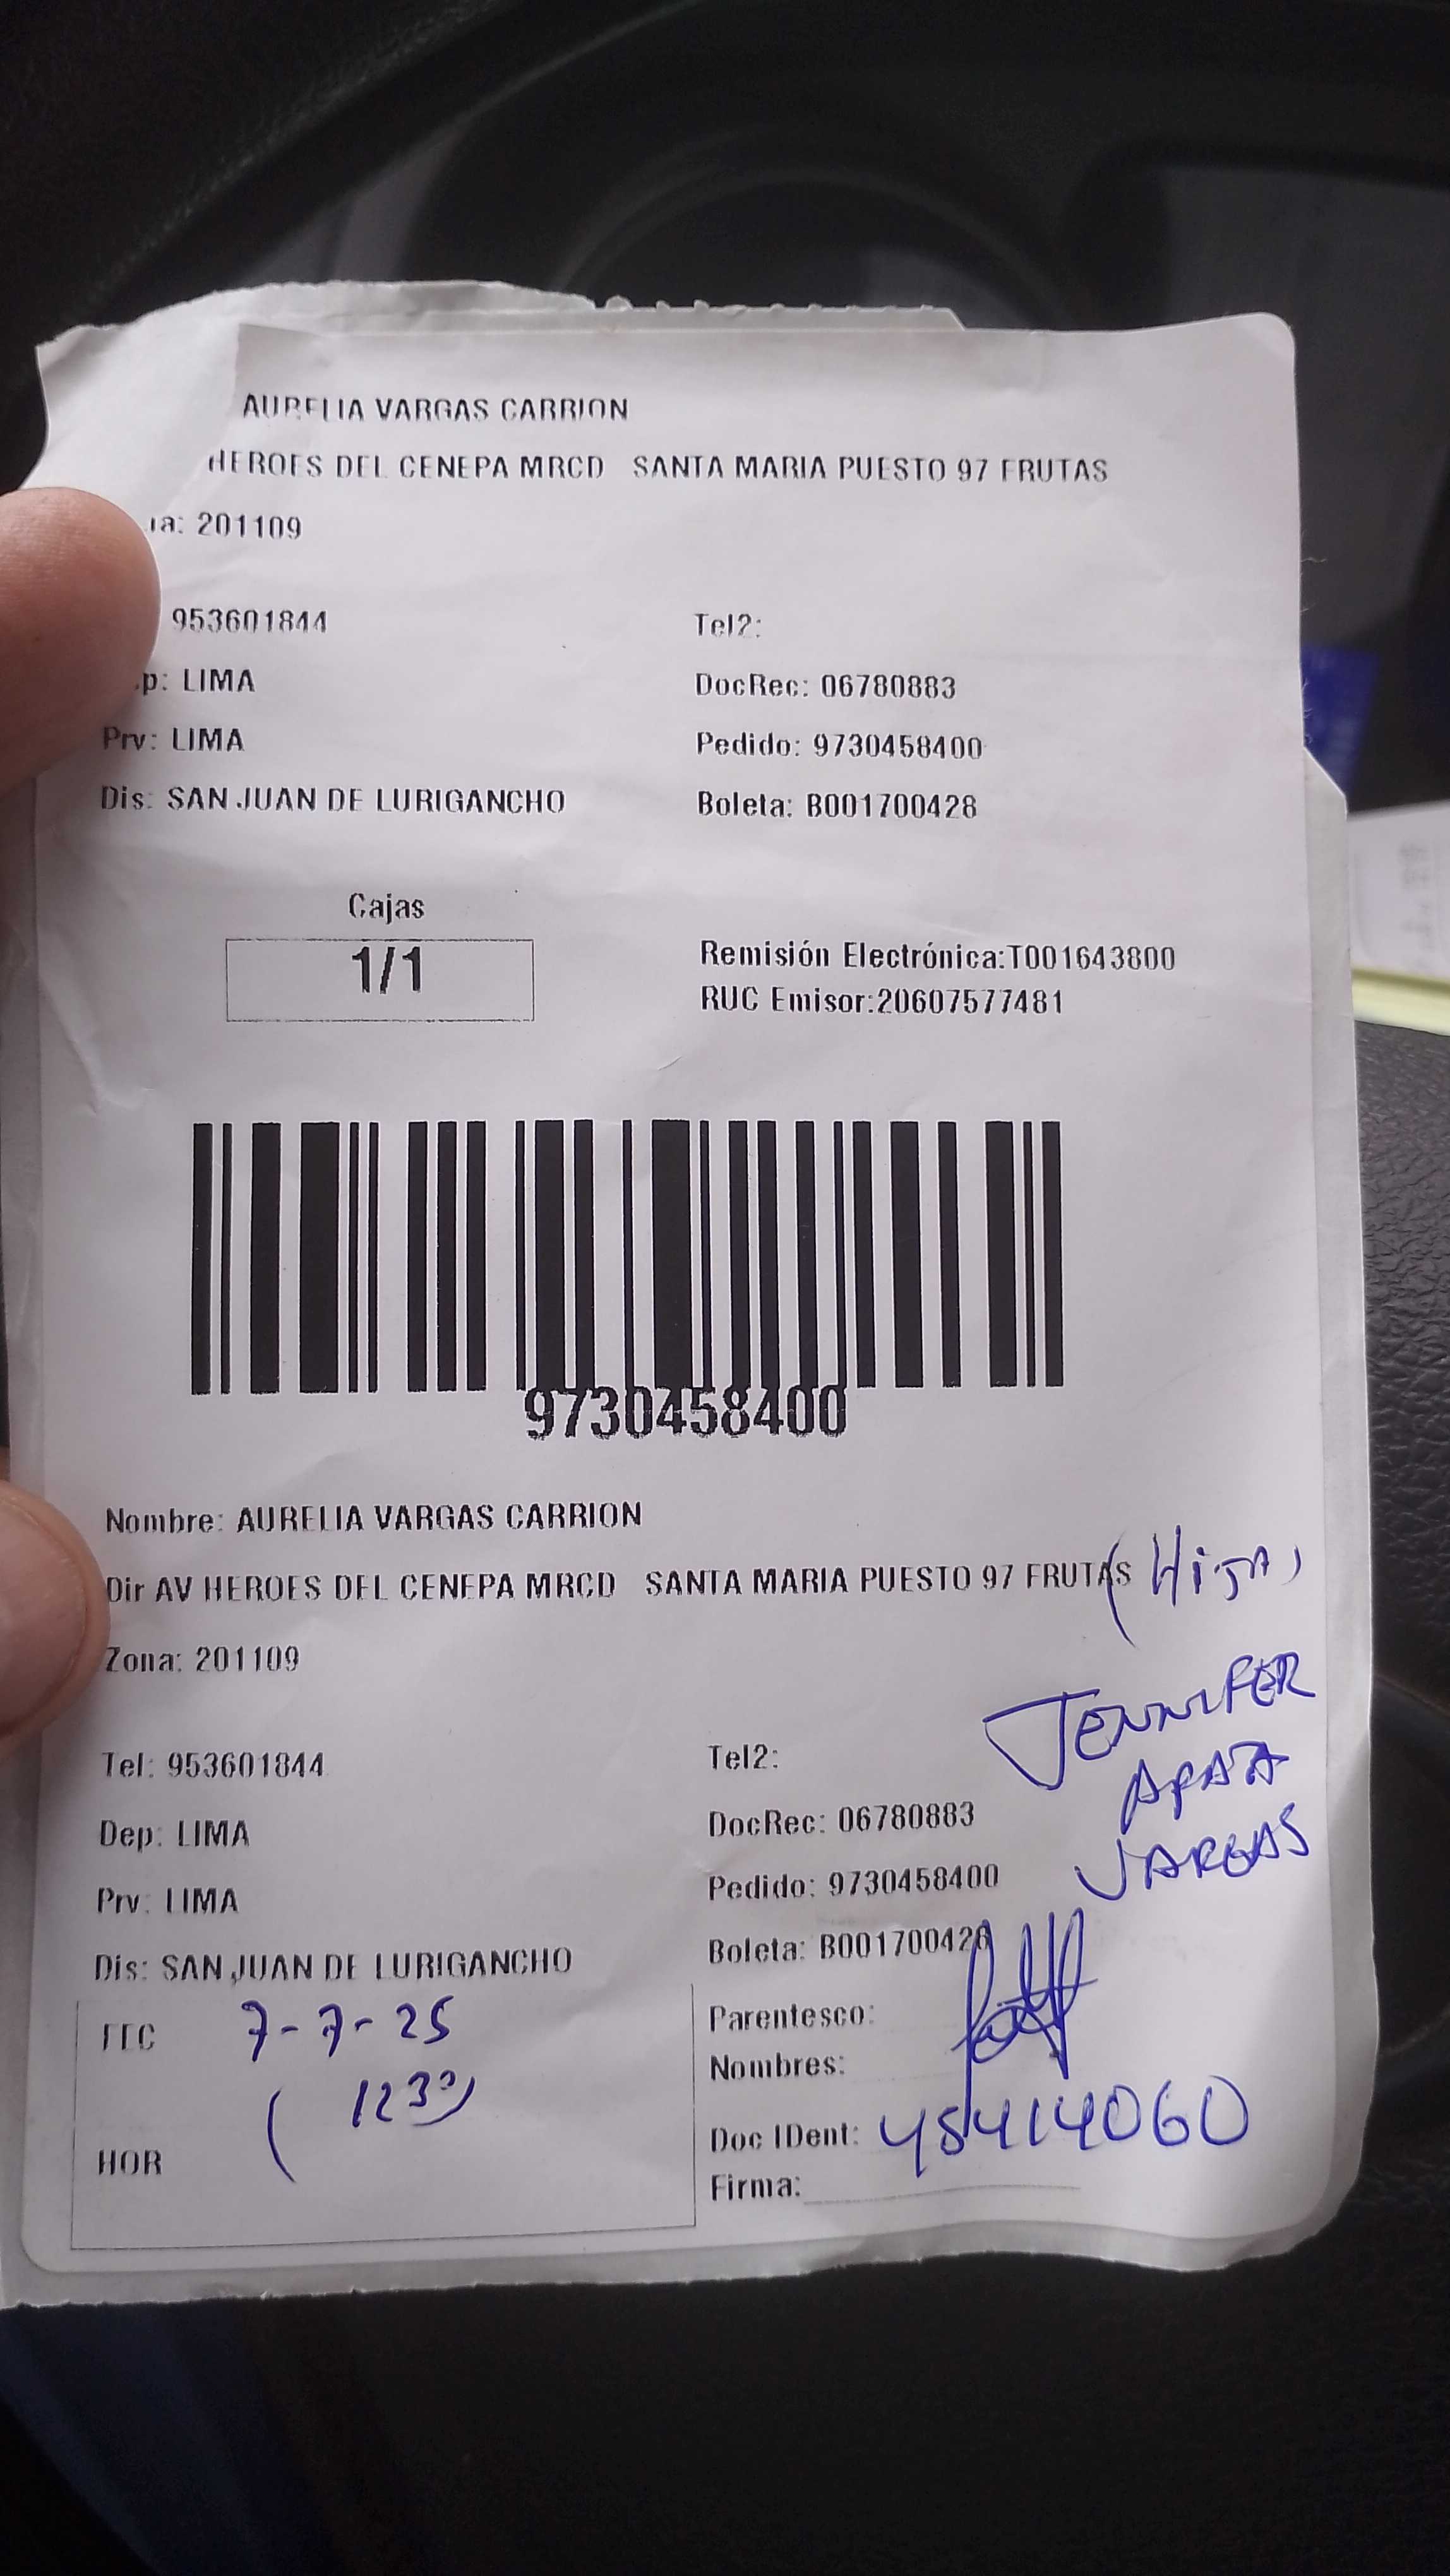 AURELIA VARGAS CARRION
HEROES DEL CENEPA MRCD SANTA MARIA PUESTO 97 FRUTAS
na: 201109
953601844
Tel2:
p: LIMA
DocRec: 06780883
Prv: LIMA
Pedido: 9730458400
Dis: SAN JUAN DE LURIGANCHO
Boleta: B001700428
Cajas
1/1
Remisión Electrónica:T001643800
RUC Emisor:20607577481
9730458400
Nombre: AURELIA VARGAS CARRION
Dir AV HEROES DEL CENEPA MRCD SANTA MARIA PUESTO 97 FRUTAS
(HiJA)
Zona: 201109
JENNIFER
VARGAS
Tel: 953601844
Tel2:
Dep: LIMA
DocRec: 06780883
Prv: LIMA
Pedido: 9730458400
Dis: SAN JUAN DE LURIGANCHO
Boleta: B001700428
FEC 7-7-25
(1230)
HOR
Parentesco:
Nombres:
Doc IDent: 45414060
Firma: